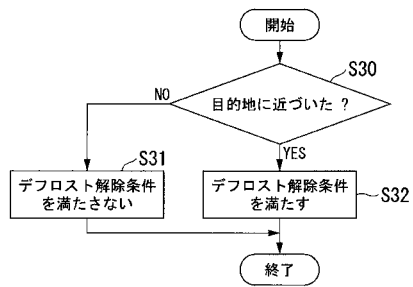 開始
S30
NO
目的地に近づいた ?
YES
S31
デフロスト解除条件
を満たさない
デフロスト解除条件
を満たす
S32
終了